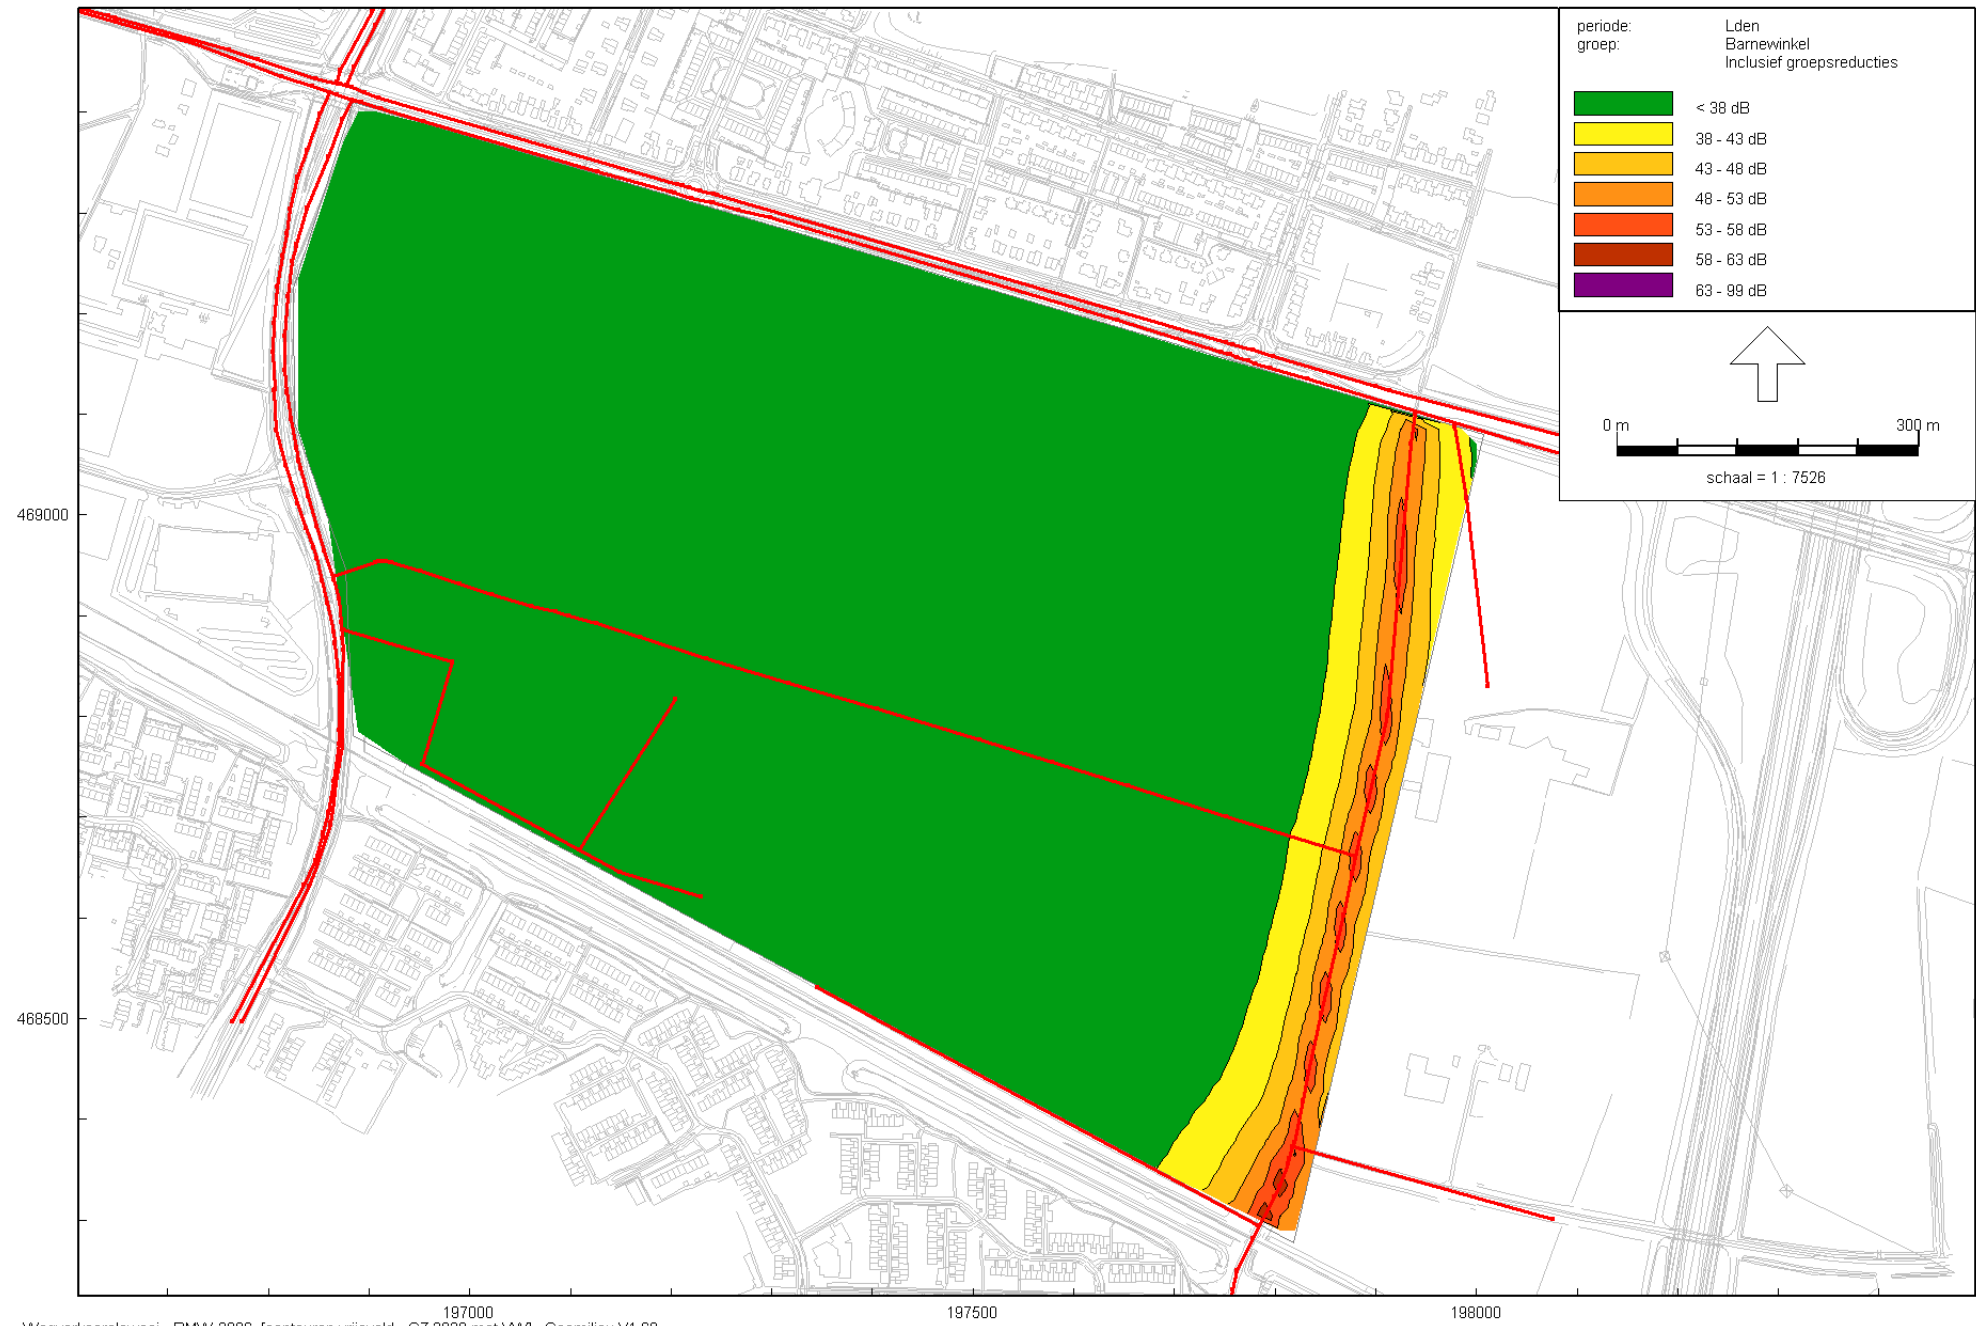 periode: Lden
groep: Barnewinkel
Inclusief groepsreducties
< 38 dB
38 - 43 dB
43 - 48 dB
48 - 53 dB
53 - 58 dB
58 - 63 dB
63 - 99 dB
0 m 300 m
schaal = 1 : 7526
469000
468500
197000 197500 198000